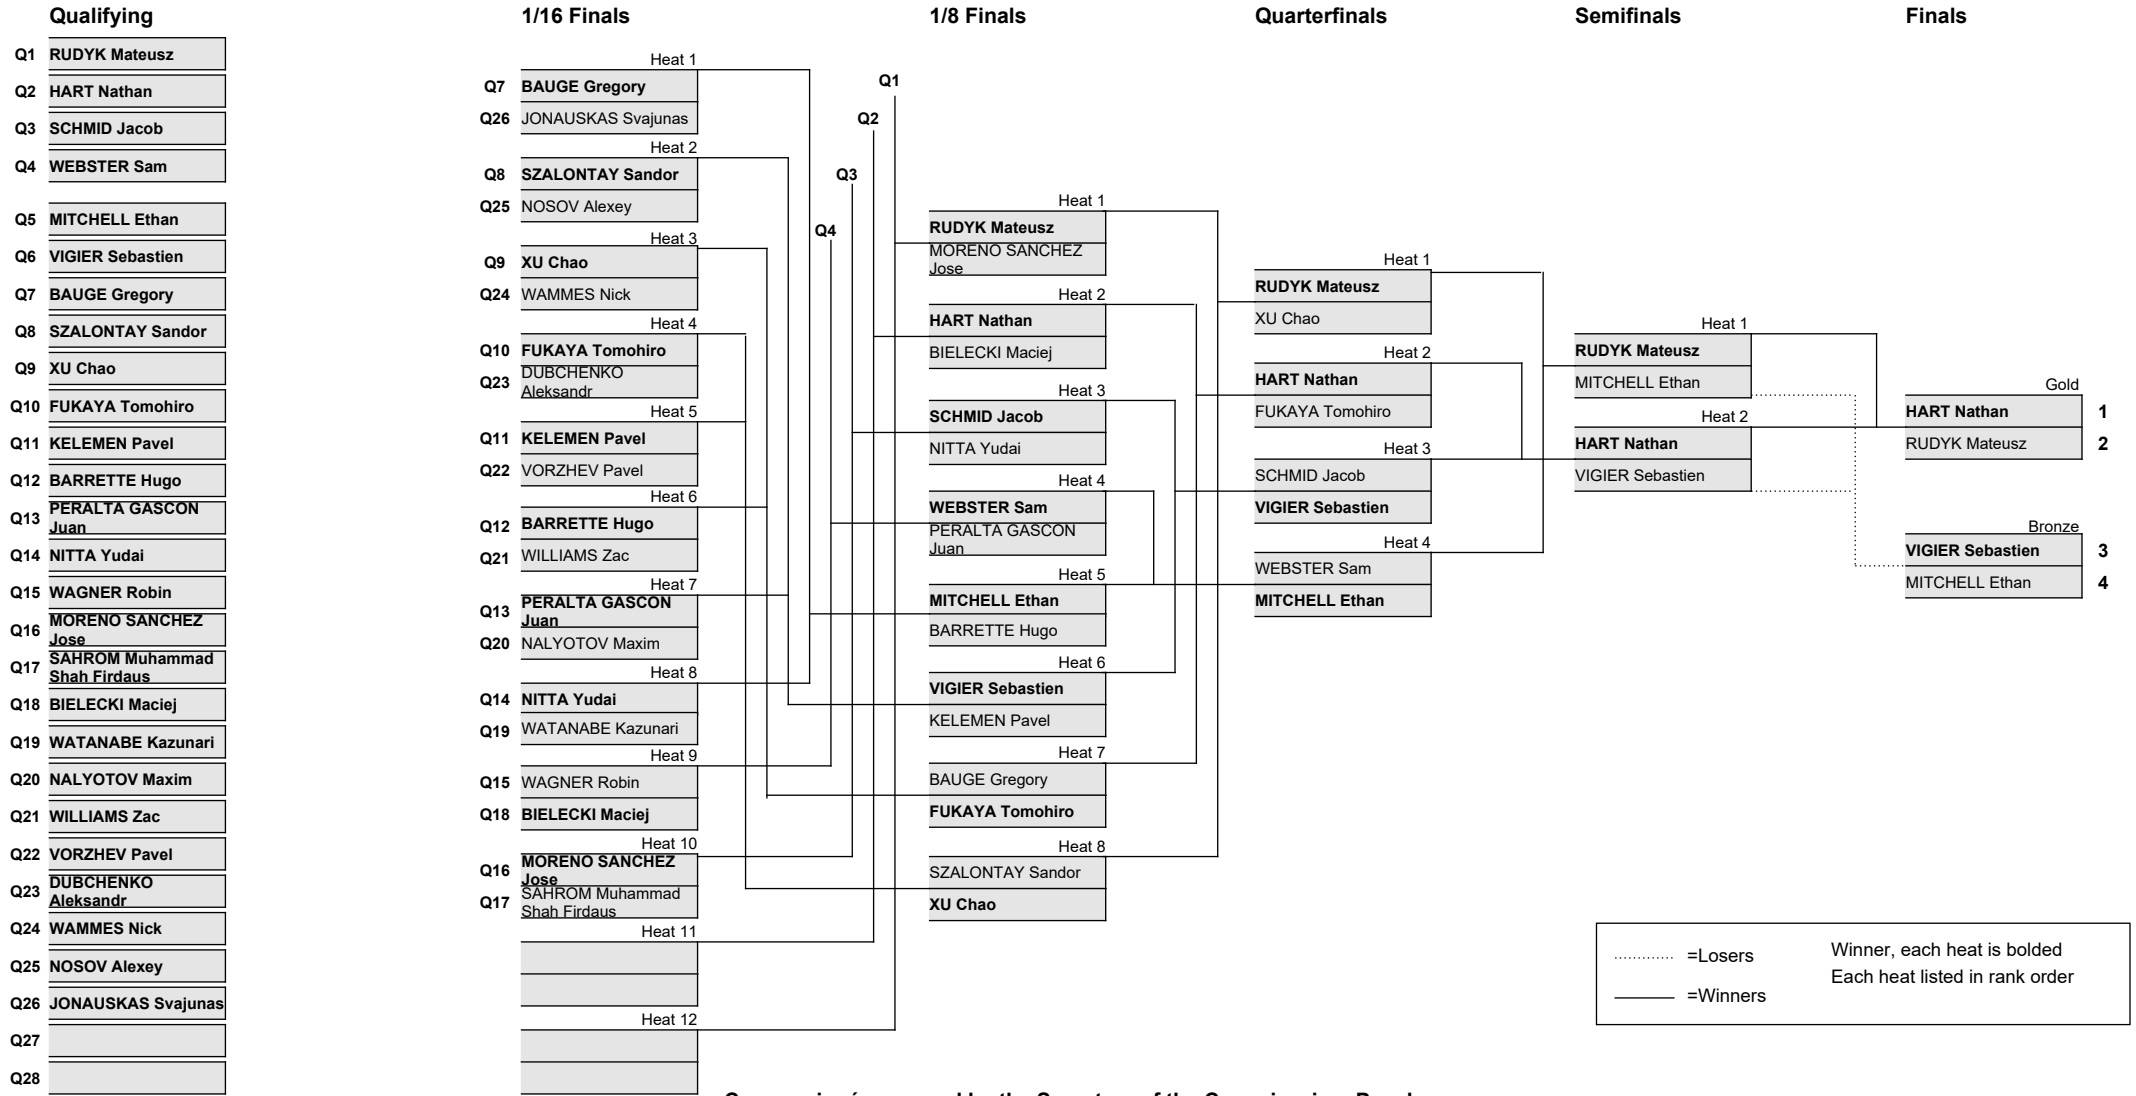 Qualifying
1/16 Finals
1/8 Finals
Quarterfinals
Semifinals
Finals
Q1 RUDYK Mateusz
Q2 HART Nathan
Q3 SCHMID Jacob
Q4 WEBSTER Sam
Q5 MITCHELL Ethan
Q6 VIGIER Sebastien
Q7 BAUGE Gregory
Q8 SZALONTAY Sandor
Q9 XU Chao
Q10 FUKAYA Tomohiro
Q11 KELEMEN Pavel
Q12 BARRETTE Hugo
Q13 PERALTA GASCON
Juan
Q14 NITTA Yudai
Q15 WAGNER Robin
Q16 MORENO SANCHEZ
Jose
Q17 SAHROM Muhammad
Shah Firdaus
Q18 BIELECKI Maciej
Q19 WATANABE Kazunari
Q20 NALYOTOV Maxim
Q21 WILLIAMS Zac
Q22 VORZHEV Pavel
Q23 DUBCHENKO
Aleksandr
Q24 WAMMES Nick
Q25 NOSOV Alexey
Q26 JONAUSKAS Svajunas
Q27
Q28
Heat 1
Q7 BAUGE Gregory
Q26 JONAUSKAS Svajunas
Heat 2
Q8 SZALONTAY Sandor
Q25 NOSOV Alexey
Heat 3
Q9 XU Chao
Q24 WAMMES Nick
Heat 4
Q10 FUKAYA Tomohiro
Q23 DUBCHENKO
Aleksandr
Heat 5
Q11 KELEMEN Pavel
Q22 VORZHEV Pavel
Heat 6
Q12 BARRETTE Hugo
Q21 WILLIAMS Zac
Heat 7
Q13 PERALTA GASCON
Juan
Q20 NALYOTOV Maxim
Heat 8
Q14 NITTA Yudai
Q19 WATANABE Kazunari
Heat 9
Q15 WAGNER Robin
Q18 BIELECKI Maciej
Heat 10
Q16 MORENO SANCHEZ
Jose
Q17 SAHROM Muhammad
Shah Firdaus
Heat 11
Heat 12
Q1
Q2
Q3
Q4
Heat 1
RUDYK Mateusz
MORENO SANCHEZ
Jose
Heat 2
HART Nathan
BIELECKI Maciej
Heat 3
SCHMID Jacob
NITTA Yudai
Heat 4
WEBSTER Sam
PERALTA GASCON
Juan
Heat 5
MITCHELL Ethan
BARRETTE Hugo
Heat 6
VIGIER Sebastien
KELEMEN Pavel
Heat 7
BAUGE Gregory
FUKAYA Tomohiro
Heat 8
SZALONTAY Sandor
XU Chao
Heat 1
RUDYK Mateusz
XU Chao
Heat 2
HART Nathan
FUKAYA Tomohiro
Heat 3
SCHMID Jacob
VIGIER Sebastien
Heat 4
WEBSTER Sam
MITCHELL Ethan
Heat 1
RUDYK Mateusz
MITCHELL Ethan
Heat 2
HART Nathan
VIGIER Sebastien
Gold
HART Nathan 1
RUDYK Mateusz 2
Bronze
VIGIER Sebastien 3
MITCHELL Ethan 4
=Losers
=Winners
Winner, each heat is bolded
Each heat listed in rank order